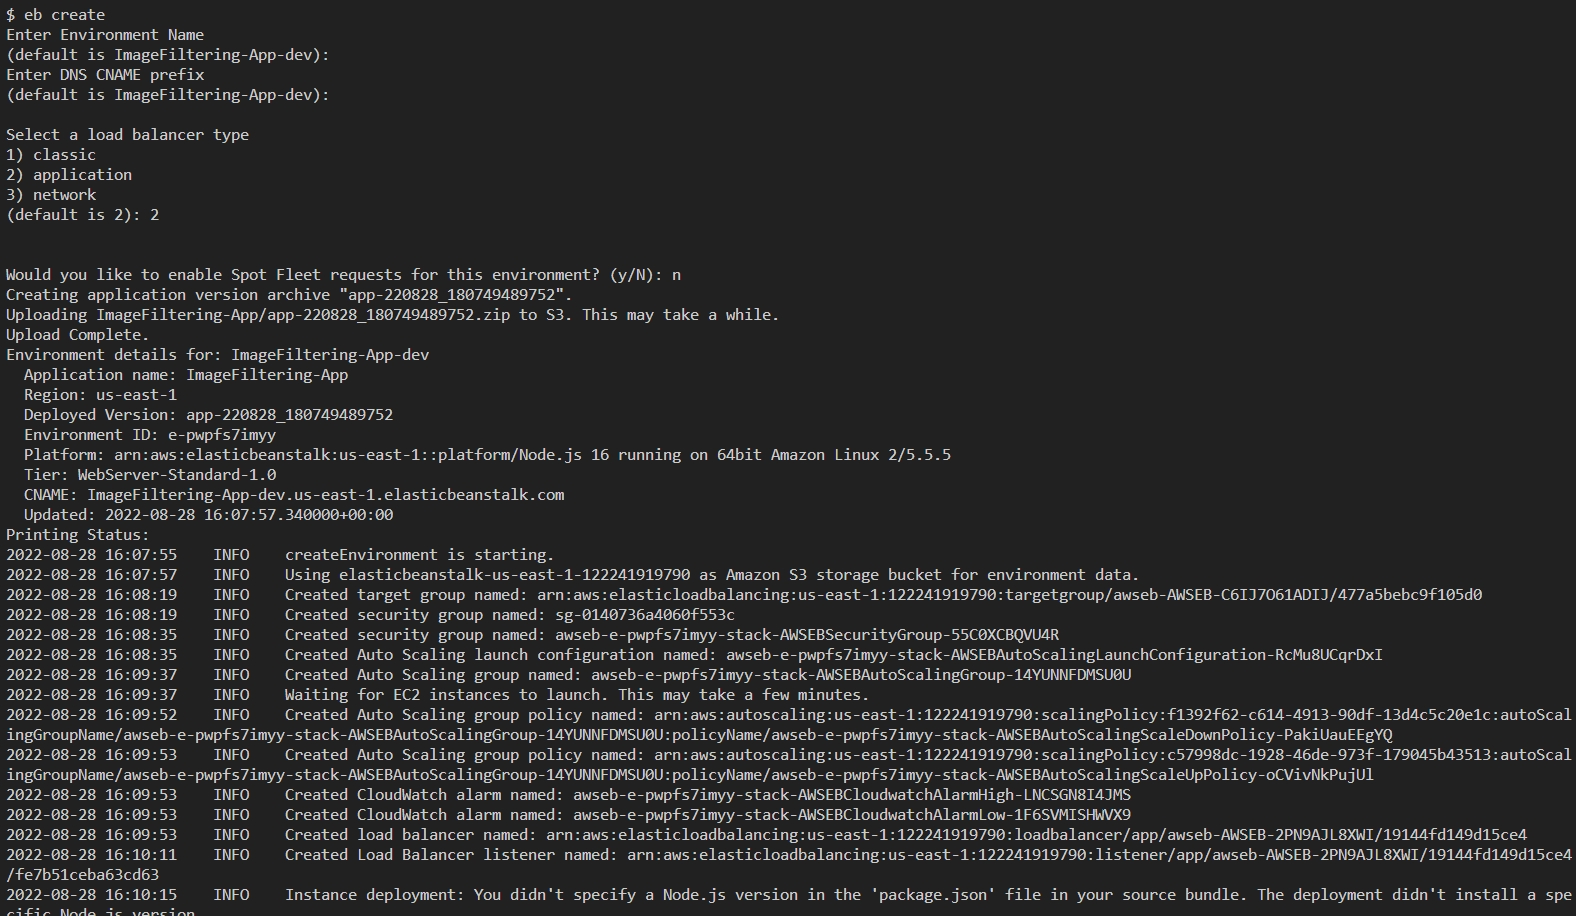 $ eb create
Enter Environment Name
(default is ImageFiltering-App-dev):
Enter DNS CNAME prefix
(default is ImageFiltering-App-dev):
Select a load balancer type
1) classic
2) application
3) network
(default is 2): 2
Would you like to enable Spot Fleet requests for this environment? (y/N): n
Creating application version archive "app-220828_180749489752".
Uploading ImageFiltering-App/app-220828_180749489752.zip to S3. This may take a while.
Upload Complete.
Environment details for: ImageFiltering-App-dev
  Application name: ImageFiltering-App
  Region: us-east-1
  Deployed Version: app-220828_180749489752
  Environment ID: e-pwpfs7imyy
  Platform: arn:aws:elasticbeanstalk:us-east-1::platform/Node.js 16 running on 64bit Amazon Linux 2/5.5.5
  Tier: WebServer-Standard-1.0
  CNAME: ImageFiltering-App-dev.us-east-1.elasticbeanstalk.com
  Updated: 2022-08-28 16:07:57.340000+00:00
Printing Status:
2022-08-28 16:07:55    INFO    createEnvironment is starting.
2022-08-28 16:07:57    INFO    Using elasticbeanstalk-us-east-1-122241919790 as Amazon S3 storage bucket for environment data.
2022-08-28 16:08:19    INFO    Created target group named: arn:aws:elasticloadbalancing:us-east-1:122241919790:targetgroup/awseb-AWSEB-C6IJ7O61ADIJ/477a5bebc9f105d0
2022-08-28 16:08:19    INFO    Created security group named: sg-0140736a4060f553c
2022-08-28 16:08:35    INFO    Created security group named: awseb-e-pwpfs7imyy-stack-AWSEBSecurityGroup-55C0XCBQVU4R
2022-08-28 16:08:35    INFO    Created Auto Scaling launch configuration named: awseb-e-pwpfs7imyy-stack-AWSEBAutoScalingLaunchConfiguration-RcMu8UCqrDxI
2022-08-28 16:09:37    INFO    Created Auto Scaling group named: awseb-e-pwpfs7imyy-stack-AWSEBAutoScalingGroup-14YUNNFDMSU0U
2022-08-28 16:09:37    INFO    Waiting for EC2 instances to launch. This may take a few minutes.
2022-08-28 16:09:52    INFO    Created Auto Scaling group policy named: arn:aws:autoscaling:us-east-1:122241919790:scalingPolicy:f1392f62-c614-4913-90df-13d4c5c20e1c:autoScal
ingGroupName/awseb-e-pwpfs7imyy-stack-AWSEBAutoScalingGroup-14YUNNFDMSU0U:policyName/awseb-e-pwpfs7imyy-stack-AWSEBAutoScalingScaleDownPolicy-PakiUauEEgYQ
2022-08-28 16:09:53    INFO    Created Auto Scaling group policy named: arn:aws:autoscaling:us-east-1:122241919790:scalingPolicy:c57998dc-1928-46de-973f-179045b43513:autoScal
ingGroupName/awseb-e-pwpfs7imyy-stack-AWSEBAutoScalingGroup-14YUNNFDMSU0U:policyName/awseb-e-pwpfs7imyy-stack-AWSEBAutoScalingScaleUpPolicy-oCVivNkPujUl
2022-08-28 16:09:53    INFO    Created CloudWatch alarm named: awseb-e-pwpfs7imyy-stack-AWSEBCloudwatchAlarmHigh-LNCSGN8I4JMS
2022-08-28 16:09:53    INFO    Created CloudWatch alarm named: awseb-e-pwpfs7imyy-stack-AWSEBCloudwatchAlarmLow-1F6SVMISHWVX9
2022-08-28 16:09:53    INFO    Created load balancer named: arn:aws:elasticloadbalancing:us-east-1:122241919790:loadbalancer/app/awseb-AWSEB-2PN9AJL8XWI/19144fd149d15ce4
2022-08-28 16:10:11    INFO    Created Load Balancer listener named: arn:aws:elasticloadbalancing:us-east-1:122241919790:listener/app/awseb-AWSEB-2PN9AJL8XWI/19144fd149d15ce4
/fe7b51ceba63cd63
2022-08-28 16:10:15    INFO    Instance deployment: You didn't specify a Node.js version in the 'package.json' file in your source bundle. The deployment didn't install a spe
cific Node.js version.